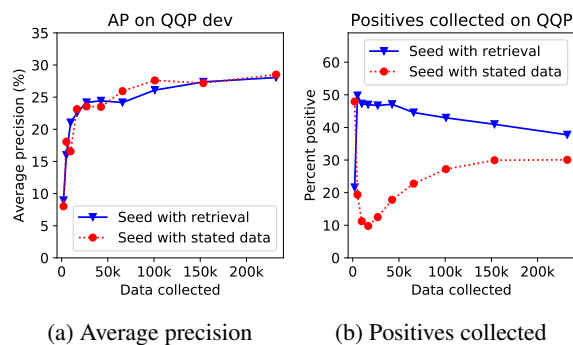 AP on QQP dev
Average precision (%)
35
30
25
20
15
10
5
0
Seed with retrieval
Seed with stated data
0 50k 100k 150k 200k
Data collected
(a) Average precision
Positives collected on QQP
Percent positive
60
50
40
30
20
10
0
Seed with retrieval
Seed with stated data
0 50k 100k 150k 200k
Data collected
(b) Positives collected